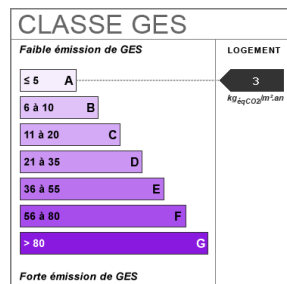 CLASSE GES
Faible émission de GES
LOGEMENT
≤ 5 A
3
kgéqCO2/m².an
6 à 10 B
11 à 20 C
21 à 35 D
36 à 55 E
56 à 80 F
> 80 G
Forte émission de GES